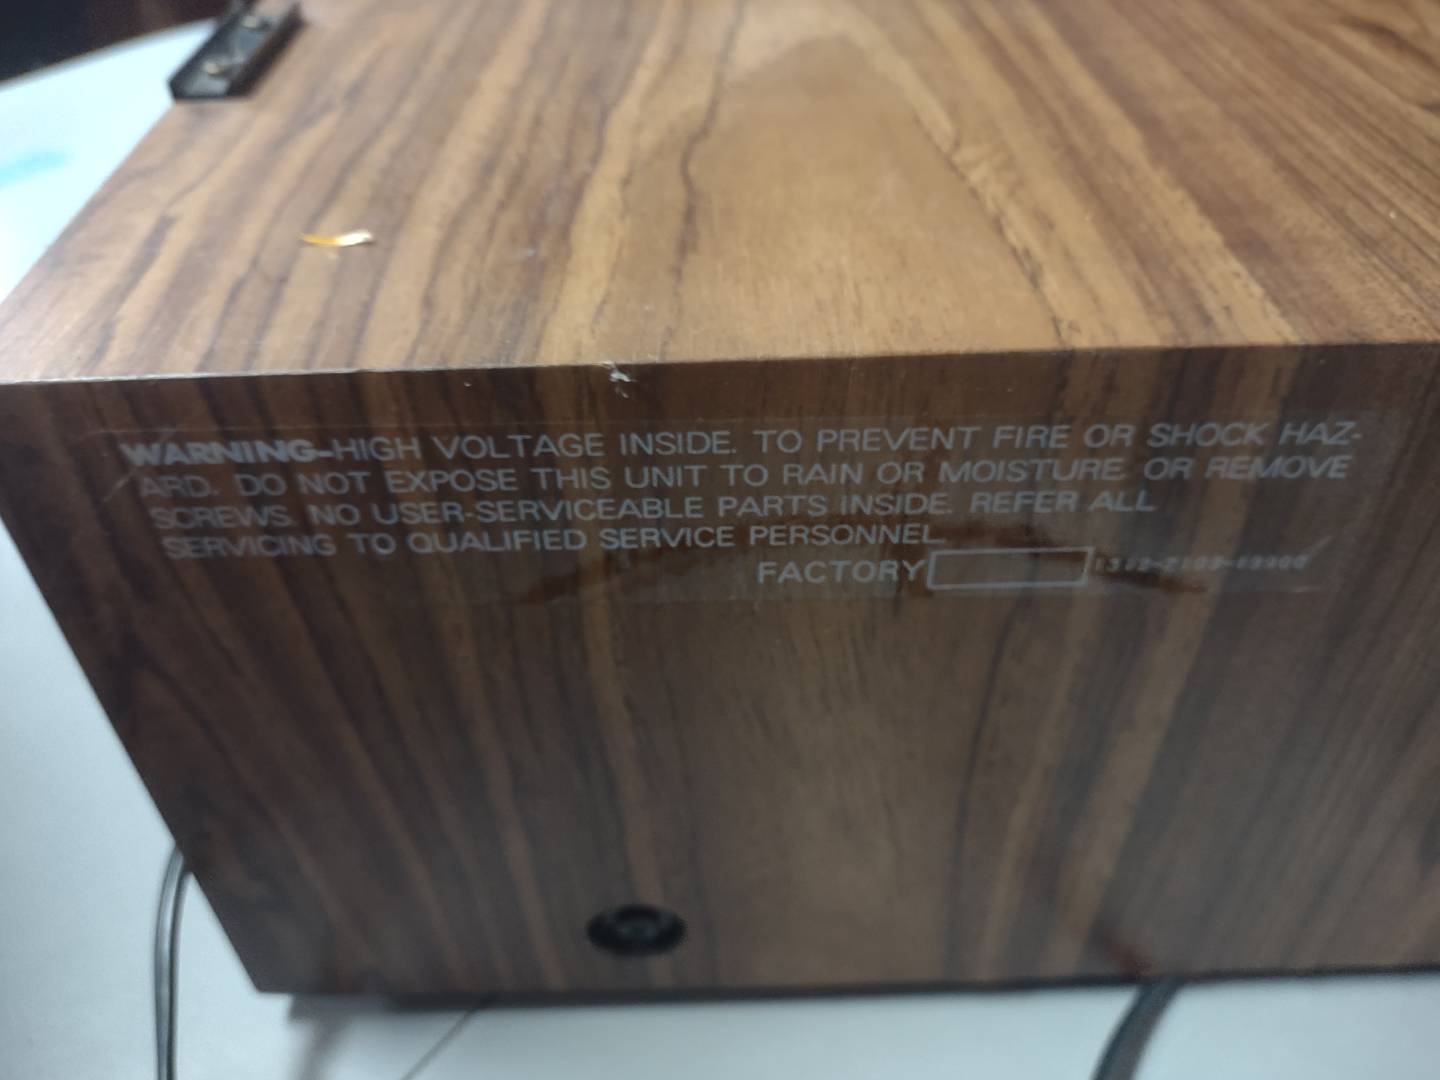 WARNING-HIGH VOLTAGE INSIDE. TO PREVENT FIRE OR SHOCK HAZ-
ARD. DO NOT EXPOSE THIS UNIT TO RAIN OR MOISTURE OR REMOVE
SCREWS. NO USER-SERVICEABLE PARTS INSIDE. REFER ALL
SERVICING TO QUALIFIED SERVICE PERSONNEL.
FACTORY